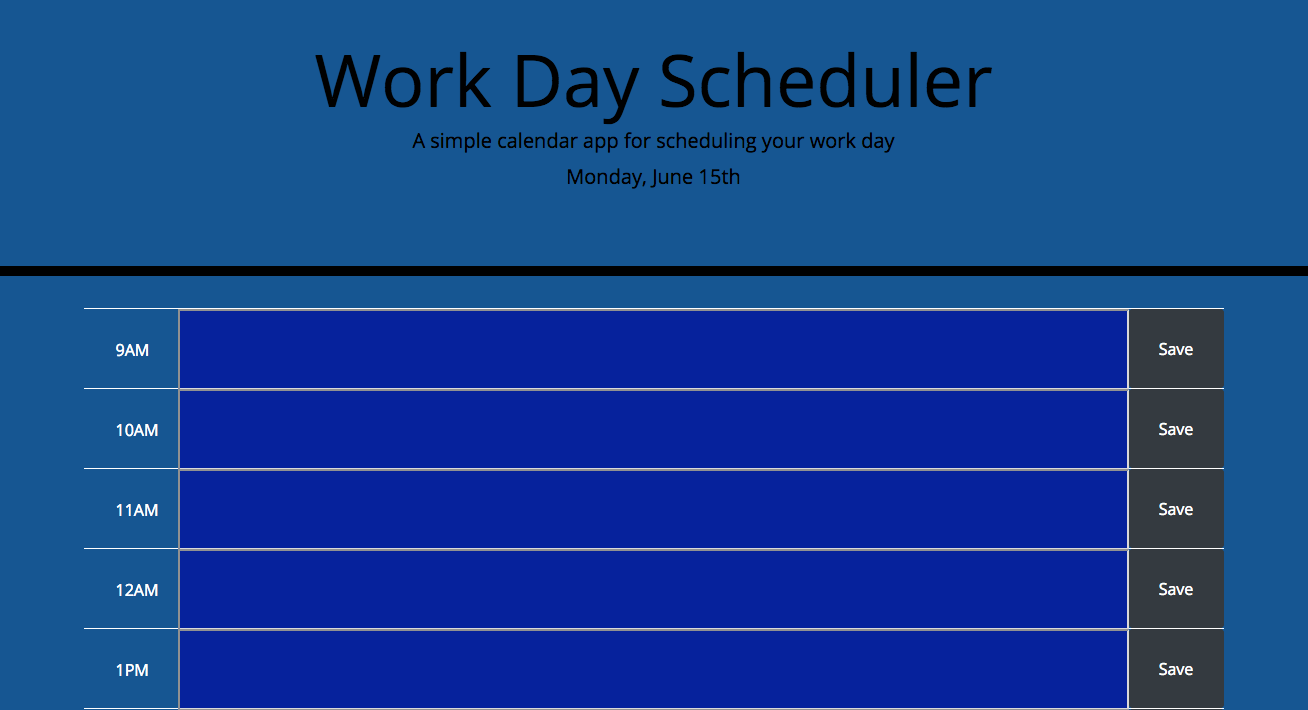 Work Day Scheduler
A simple calendar app for scheduling your work day
Monday, June 15th
9AM Save
10AM Save
11AM Save
12AM Save
1PM Save